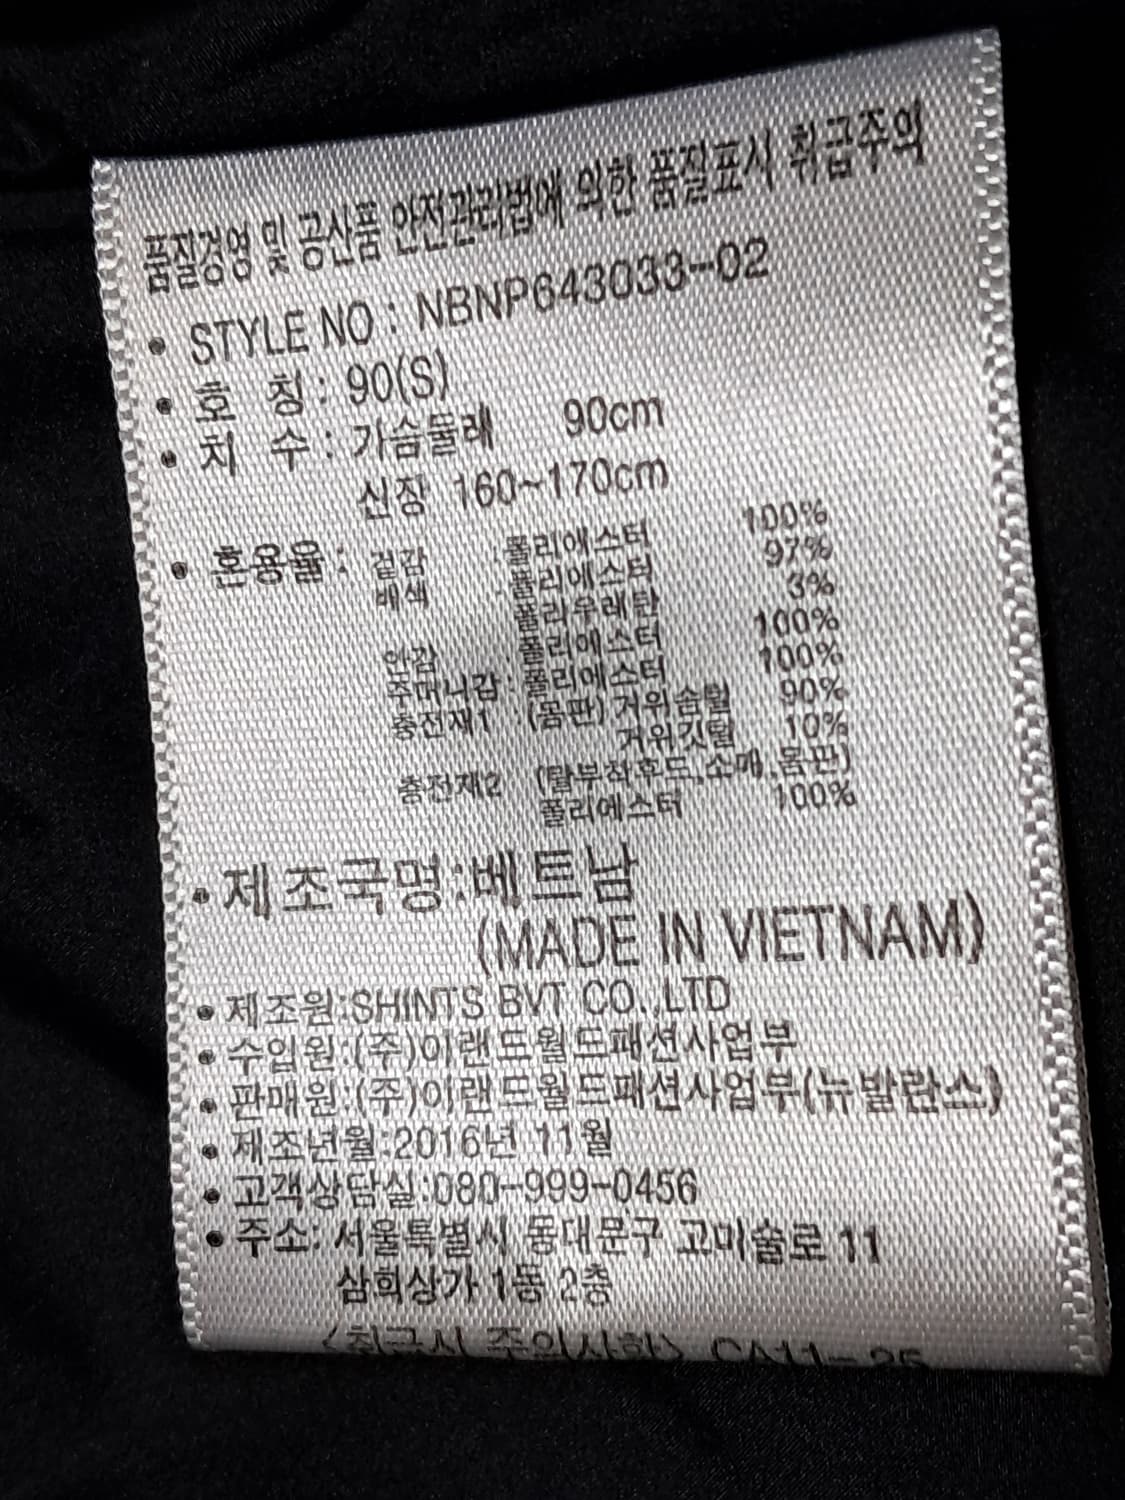 품질경영 및 공산품 안전관리법에 의한 품질표시 취급주의
• STYLE NO : NBNP643033-02
• 호 칭 : 90(S)
• 치 수 : 가슴둘레 90cm
신장 160~170cm
• 혼용율 : 겉감 : 폴리에스터 100%
배색 : 폴리에스터 97%
폴리우레탄 3%
안감 : 폴리에스터 100%
주머니감 : 폴리에스터 100%
충전재1 (몸판) 거위솜털 90%
거위깃털 10%
충전재2 (탈부착후드,소매,몸판)
폴리에스터 100%
• 제조국명:베트남
(MADE IN VIETNAM)
• 제조원:SHINTS BVT CO.,LTD
• 수입원:(주)이랜드월드패션사업부
• 판매원:(주)이랜드월드패션사업부(뉴발란스)
• 제조년월:2016년 11월
• 고객상담실:080-999-0456
• 주소: 서울특별시 동대문구 고미술로 11
삼희상가 1동 2층
<취급시 주의사항> CA11-25